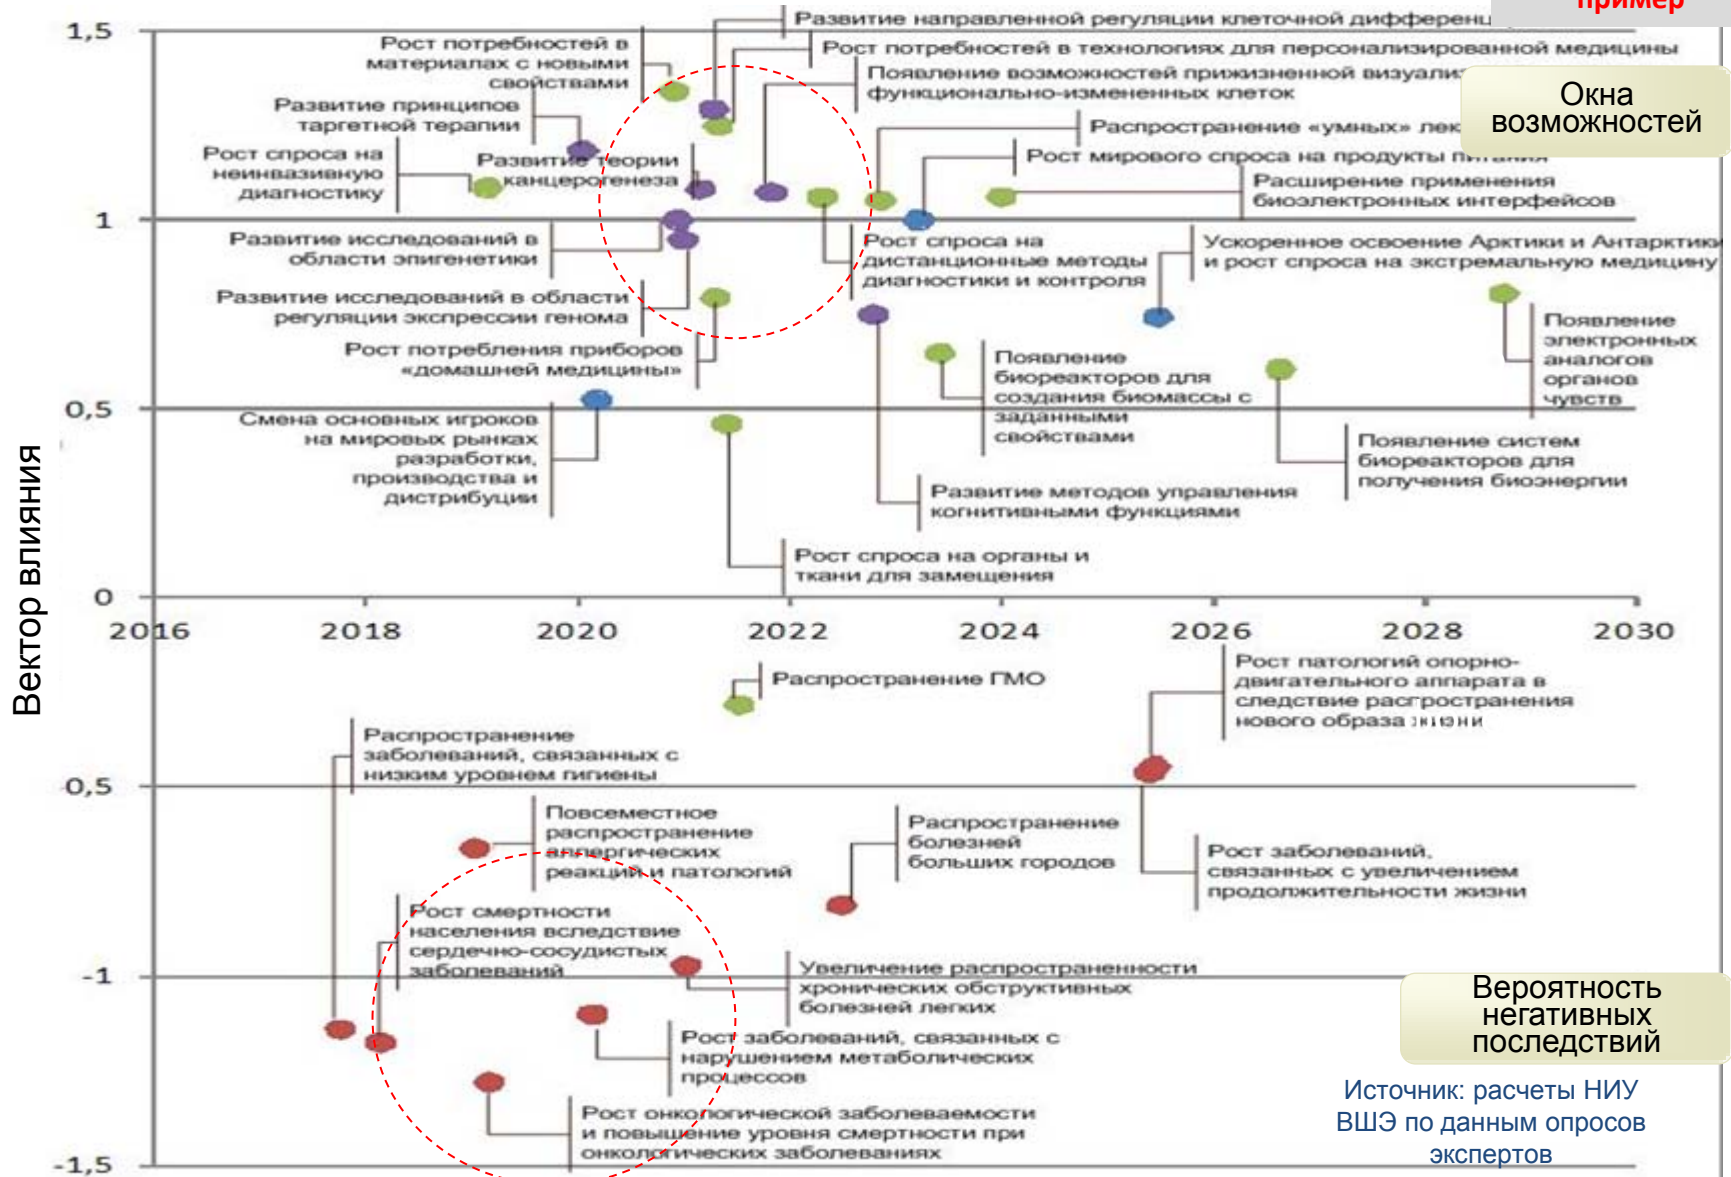 пример
Развитие направленной регуляции клеточной
1,5
Рост потребностей в
материалах с новыми
свойствами
Рост потребностей в технологиях для персонализированной медицины
Появление возможностей прижизненной
функционально-измененных клеток
Окна
возможностей
Развитие принципов
таргетной терапии
Распространение «умных»
Рост спроса на
неинвазивную
диагностику
Развитие теории
канцерогенеза
Рост мирового спроса на продукты питания
Расширение применения
биоэлектронных интерфейсов
1
Развитие исследований в
области эпигенетики
Рост спроса на
дистанционные методы
диагностики и контроля
Ускоренное освоение Арктики и Антарктики
и рост спроса на экстремальную медицину
Развитие исследований в области
регуляции экспрессии генома
Появление
электронных
аналогов
органов
чувств
Рост потребления приборов
«домашней медицины»
Появление
биореакторов для
создания биомассы с
заданными
свойствами
0,5
Смена основных игроков
на мировых рынках
разработки,
производства и
дистрибуции
Появление систем
биореакторов для
получения биоэнергии
Развитие методов управления
когнитивными функциями
Рост спроса на органы и
ткани для замещения
Вектор влияния
0
2016 2018 2020 2022 2024 2026 2028 2030
Распространение ГМО
Рост патологий опорно-
двигательного аппарата в
следствие распространения
нового образа жизни
Распространение
заболеваний, связанных с
низким уровнем гигиены
-0,5
Повсеместное
распространение
аллергических
реакций и патологий
Распространение
болезней
больших городов
Рост заболеваний,
связанных с увеличением
продолжительности жизни
Рост смертности
населения вследствие
сердечно-сосудистых
заболеваний
-1
Увеличение распространенности
хронических обструктивных
болезней легких
Вероятность
негативных
последствий
Рост заболеваний, связанных с
нарушением метаболических
процессов
Рост онкологической заболеваемости
и повышение уровня смертности при
онкологических заболеваниях
Источник: расчеты НИУ
ВШЭ по данным опросов
экспертов
-1,5